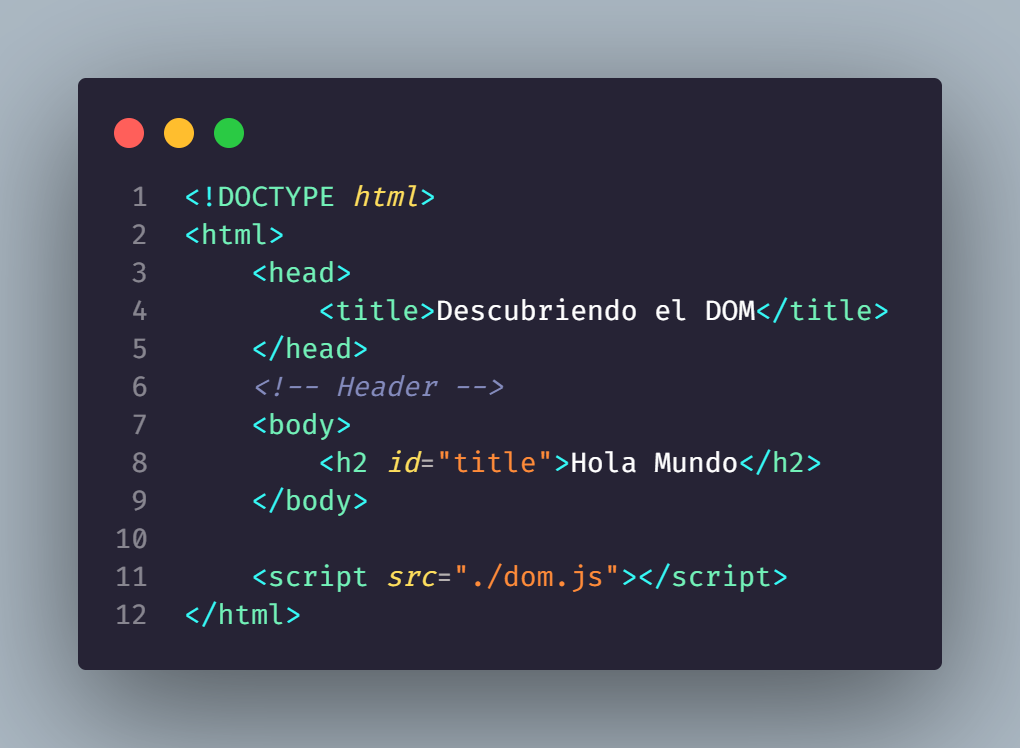 1 <!DOCTYPE html>
2 <html>
3     <head>
4         <title>Descubriendo el DOM</title>
5     </head>
6     <!-- Header -->
7     <body>
8         <h2 id="title">Hola Mundo</h2>
9     </body>
10
11     <script src="./dom.js"></script>
12 </html>